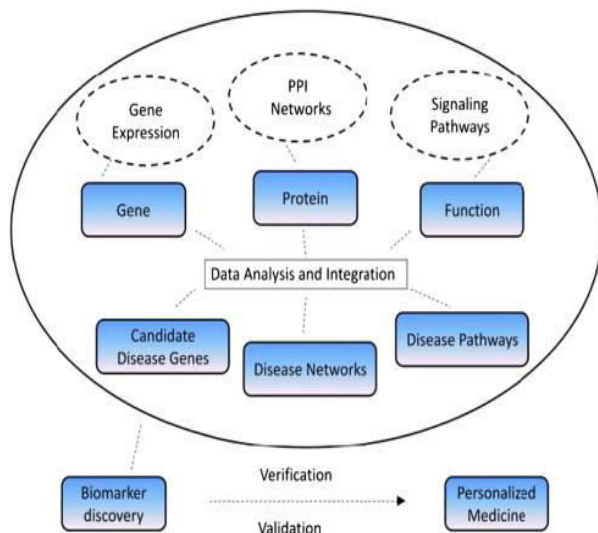 Gene
Expression
PPI
Networks
Signaling
Pathways
Gene
Protein
Function
Data Analysis and Integration
Candidate
Disease Genes
Disease Networks
Disease Pathways
Biomarker
discovery
Verification
Validation
Personalized
Medicine